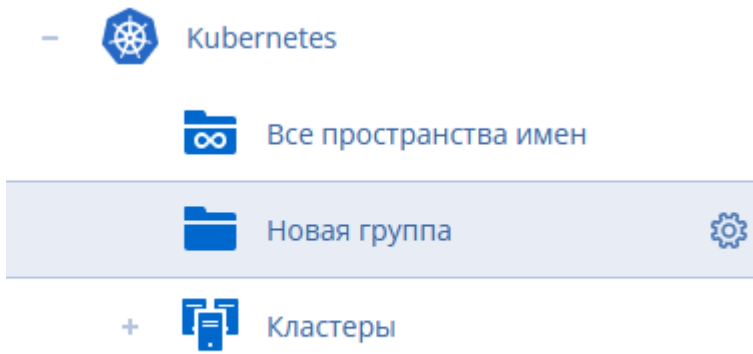 Kubernetes
Все пространства имен
Новая группа
Кластеры